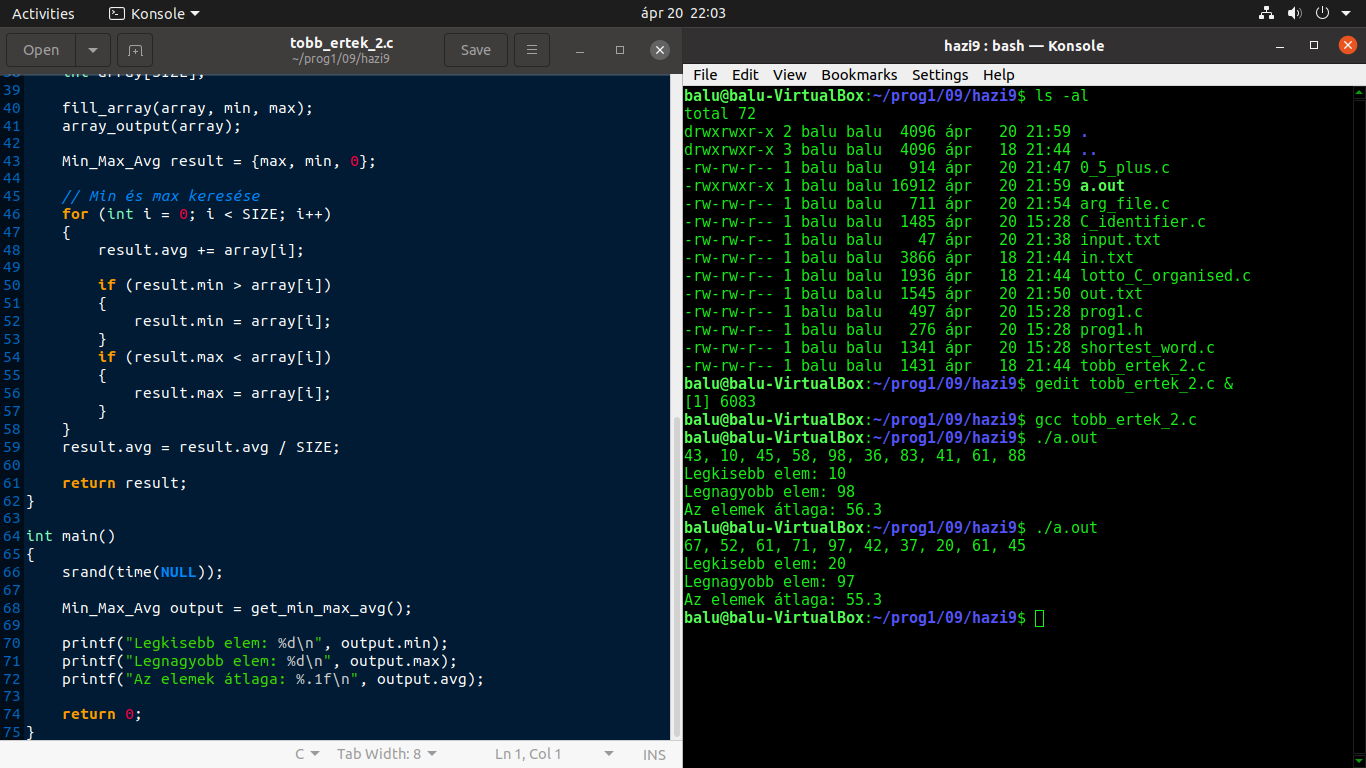 Activities
Konsole
ápr 20 22:03
Open
tobb_ertek_2.c
~/prog1/09/hazi9
Save
38 int array[SIZE];
39
40 fill_array(array, min, max);
41 array_output(array);
42
43 Min_Max_Avg result = {max, min, 0};
44
45 // Min és max keresése
46 for (int i = 0; i < SIZE; i++)
47 {
48 result.avg += array[i];
49
50 if (result.min > array[i])
51 {
52 result.min = array[i];
53 }
54 if (result.max < array[i])
55 {
56 result.max = array[i];
57 }
58 }
59 result.avg = result.avg / SIZE;
60
61 return result;
62 }
63
64 int main()
65 {
66 srand(time(NULL));
67
68 Min_Max_Avg output = get_min_max_avg();
69
70 printf("Legkisebb elem: %d\n", output.min);
71 printf("Legnagyobb elem: %d\n", output.max);
72 printf("Az elemek átlaga: %.1f\n", output.avg);
73
74 return 0;
75 }
C
Tab Width: 8
Ln 1, Col 1
INS
hazi9 : bash — Konsole
File Edit View Bookmarks Settings Help
balu@balu-VirtualBox:~/prog1/09/hazi9$ ls -al
total 72
drwxrwxr-x 2 balu balu 4096 ápr 20 21:59 .
drwxrwxr-x 3 balu balu 4096 ápr 18 21:44 ..
-rw-rw-r-- 1 balu balu 914 ápr 20 21:47 0_5_plus.c
-rwxrwxr-x 1 balu balu 16912 ápr 20 21:59 a.out
-rw-rw-r-- 1 balu balu 711 ápr 20 21:54 arg_file.c
-rw-rw-r-- 1 balu balu 1485 ápr 20 15:28 C_identifier.c
-rw-rw-r-- 1 balu balu 47 ápr 20 21:38 input.txt
-rw-rw-r-- 1 balu balu 3866 ápr 18 21:44 in.txt
-rw-rw-r-- 1 balu balu 1936 ápr 18 21:44 lotto_C_organised.c
-rw-rw-r-- 1 balu balu 1545 ápr 20 21:50 out.txt
-rw-rw-r-- 1 balu balu 497 ápr 20 15:28 prog1.c
-rw-rw-r-- 1 balu balu 276 ápr 20 15:28 prog1.h
-rw-rw-r-- 1 balu balu 1341 ápr 20 15:28 shortest_word.c
-rw-rw-r-- 1 balu balu 1431 ápr 18 21:44 tobb_ertek_2.c
balu@balu-VirtualBox:~/prog1/09/hazi9$ gedit tobb_ertek_2.c &
[1] 6083
balu@balu-VirtualBox:~/prog1/09/hazi9$ gcc tobb_ertek_2.c
balu@balu-VirtualBox:~/prog1/09/hazi9$ ./a.out
43, 10, 45, 58, 98, 36, 83, 41, 61, 88
Legkisebb elem: 10
Legnagyobb elem: 98
Az elemek átlaga: 56.3
balu@balu-VirtualBox:~/prog1/09/hazi9$ ./a.out
67, 52, 61, 71, 97, 42, 37, 20, 61, 45
Legkisebb elem: 20
Legnagyobb elem: 97
Az elemek átlaga: 55.3
balu@balu-VirtualBox:~/prog1/09/hazi9$